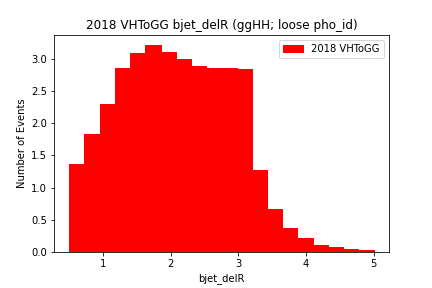 2018 VHToGG bjet_delR (ggHH; loose pho_id)
2018 VHToGG
3.0
2.5
2.0
1.5
1.0
0.5
0.0
Number of Events
1 2 3 4 5
bjet_delR